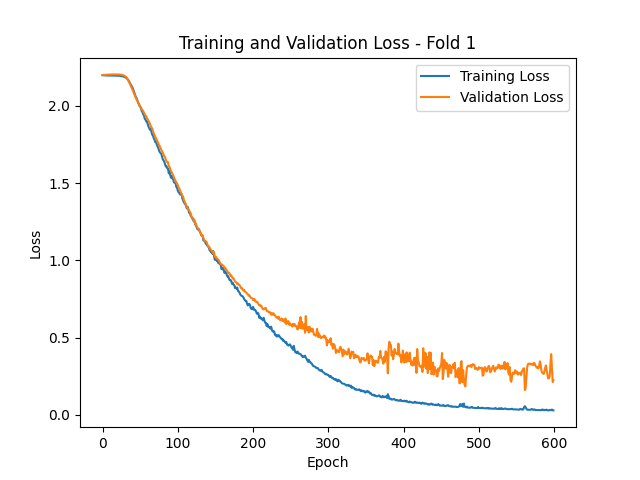 Training and Validation Loss - Fold 1
Training Loss
Validation Loss
Loss
2.0
1.5
1.0
0.5
0.0
0 100 200 300 400 500 600
Epoch